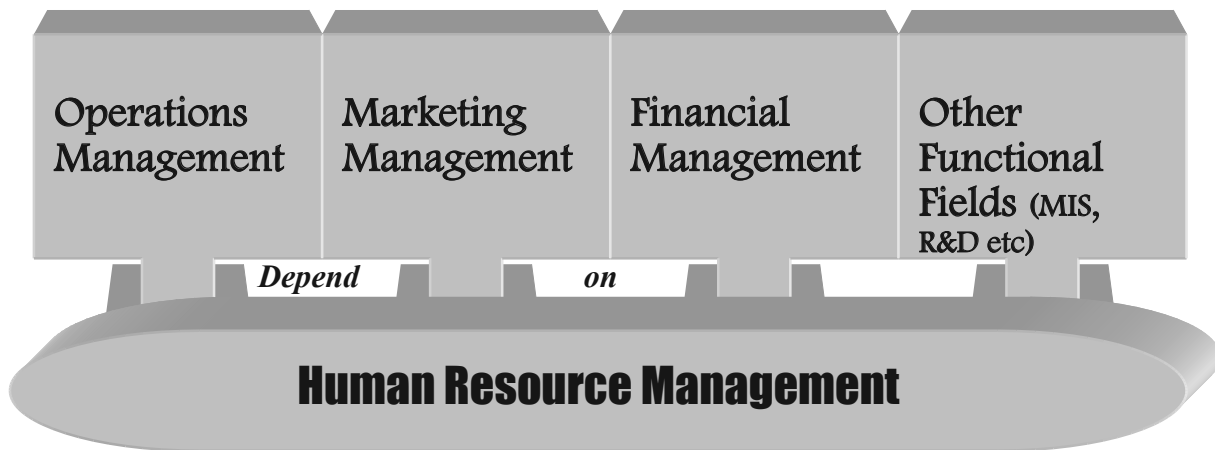 Operations
Management
Marketing
Management
Financial
Management
Other
Functional
Fields (MIS,
R&D etc)
Depend on
Human Resource Management